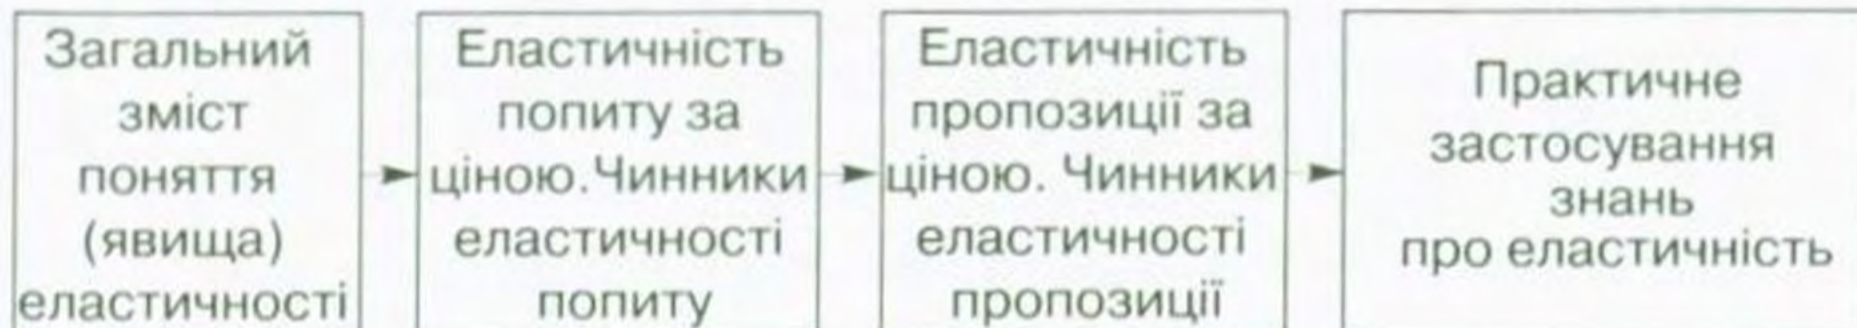 Загальний
зміст
поняття
(явища)
еластичності
Еластичність
попиту за
ціною.Чинники
еластичності
попиту
Еластичність
пропозиції за
ціною. Чинники
еластичності
пропозиції
Практичне
застосування
знань
про еластичність